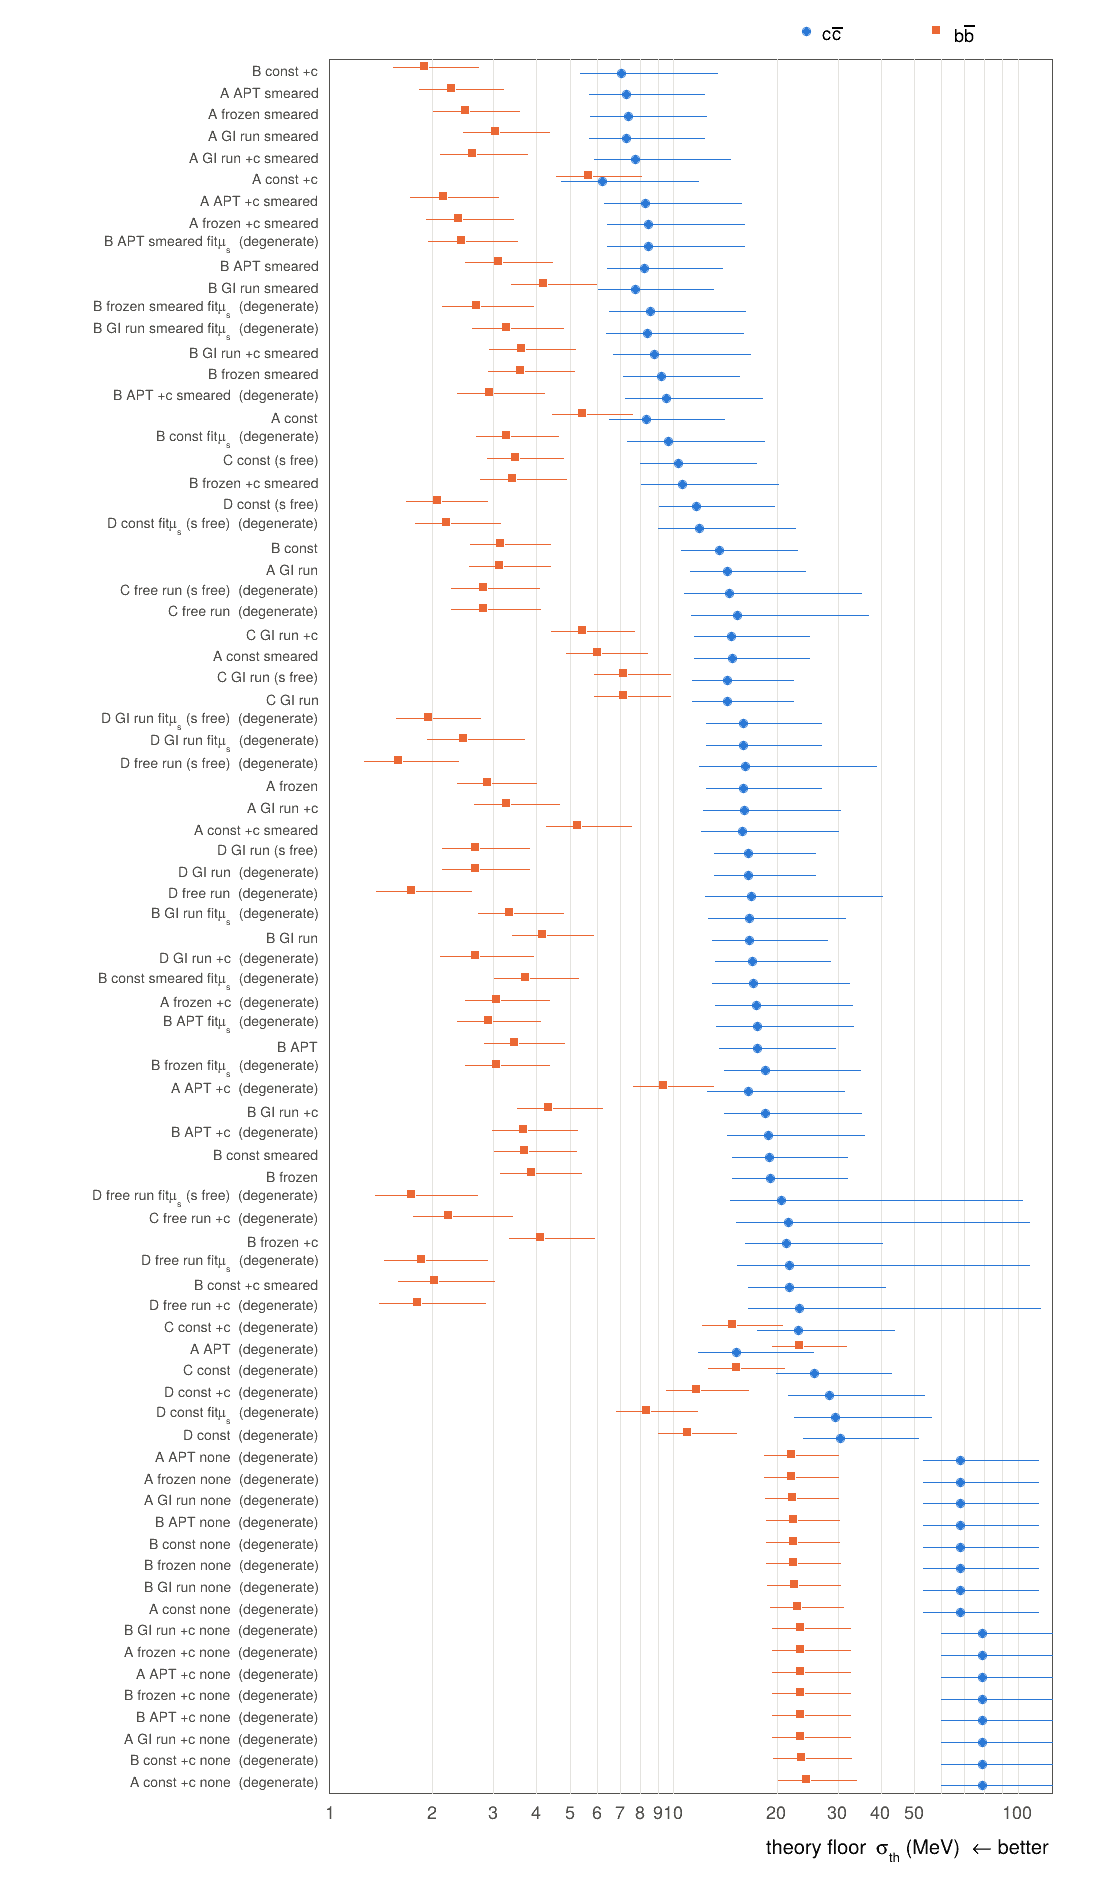 cc̅ bb̅
B const +c
A APT smeared
A frozen smeared
A GI run smeared
A GI run +c smeared
A const +c
A APT +c smeared
A frozen +c smeared
B APT smeared fitμs (degenerate)
B APT smeared
B GI run smeared
B frozen smeared fitμs (degenerate)
B GI run smeared fitμs (degenerate)
B GI run +c smeared
B frozen smeared
B APT +c smeared (degenerate)
A const
B const fitμs (degenerate)
C const (s free)
B frozen +c smeared
D const (s free)
D const fitμs (s free) (degenerate)
B const
A GI run
C free run (s free) (degenerate)
C free run (degenerate)
C GI run +c
A const smeared
C GI run (s free)
C GI run
D GI run fitμs (s free) (degenerate)
D GI run fitμs (degenerate)
D free run (s free) (degenerate)
A frozen
A GI run +c
A const +c smeared
D GI run (s free)
D GI run (degenerate)
D free run (degenerate)
B GI run fitμs (degenerate)
B GI run
D GI run +c (degenerate)
B const smeared fitμs (degenerate)
A frozen +c (degenerate)
B APT fitμs (degenerate)
B APT
B frozen fitμs (degenerate)
A APT +c (degenerate)
B GI run +c
B APT +c (degenerate)
B const smeared
B frozen
D free run fitμs (s free) (degenerate)
C free run +c (degenerate)
B frozen +c
D free run fitμs (degenerate)
B const +c smeared
D free run +c (degenerate)
C const +c (degenerate)
A APT (degenerate)
C const (degenerate)
D const +c (degenerate)
D const fitμs (degenerate)
D const (degenerate)
A APT none (degenerate)
A frozen none (degenerate)
A GI run none (degenerate)
B APT none (degenerate)
B const none (degenerate)
B frozen none (degenerate)
B GI run none (degenerate)
A const none (degenerate)
B GI run +c none (degenerate)
A frozen +c none (degenerate)
A APT +c none (degenerate)
B frozen +c none (degenerate)
B APT +c none (degenerate)
A GI run +c none (degenerate)
B const +c none (degenerate)
A const +c none (degenerate)
1 2 3 4 5 6 7 8 9 10 20 30 40 50 100
theory floor σth (MeV) ← better